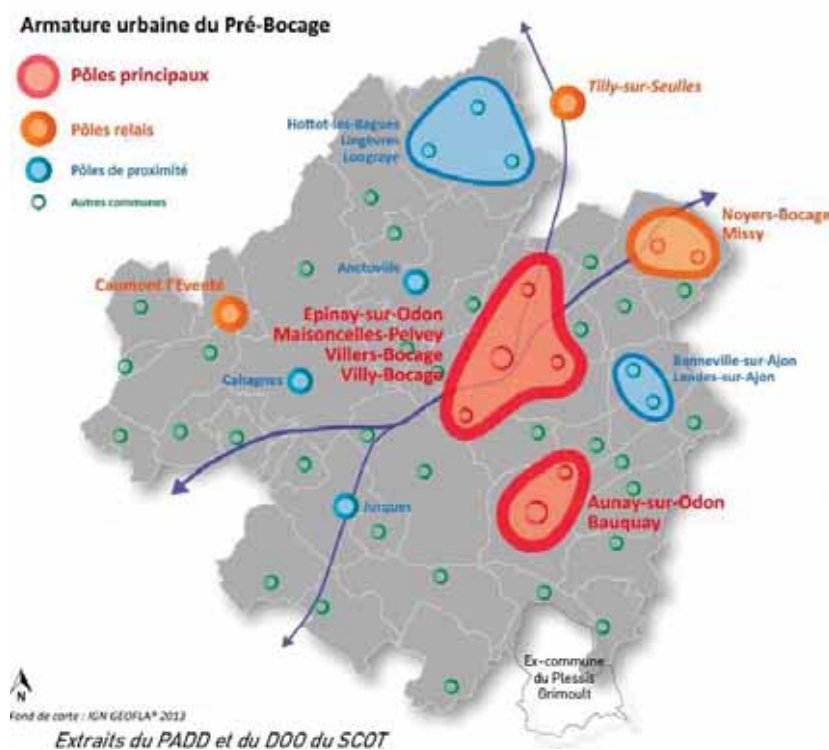 Armature urbaine du Pré-Bocage
Pôles principaux
Pôles relais
Pôles de proximité
Autres communes
Tilly-sur-Seulles
Hottot-les-Bagues
Lingèvres
Longraye
Noyers-Bocage
Missy
Anctoville
Caumont l'Eventé
Epinay-sur-Odon
Maisoncelles-Pelvey
Villers-Bocage
Villy-Bocage
Cahagnes
Bonneville-sur-Ajon
Landes-sur-Ajon
Jurques
Aunay-sur-Odon
Bauquay
Ex-commune
du Plessis
Grimoult
N
Fond de carte : IGN GEOFLA® 2013
Extraits du PADD et du DOO du SCOT